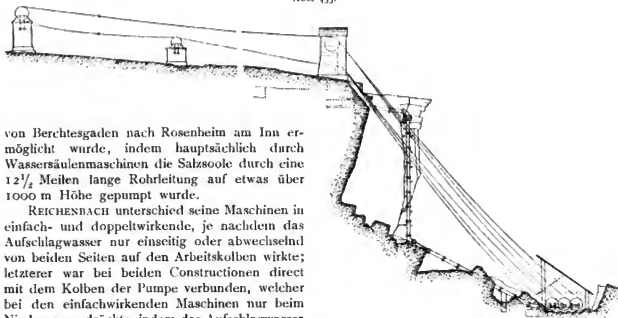 von Berchtesgaden nach Rosenheim am Inn er-
möglicht wurde, indem hauptsächlich durch
Wassersäulenmaschinen die Salzsoole durch eine
12½ Meilen lange Rohrleitung auf etwas über
1000 m Höhe gepumpt wurde.
REICHENBACH unterschied seine Maschinen in
einfach- und doppeltwirkende, je nachdem das
Aufschlagwasser nur einseitig oder abwechselnd
von beiden Seiten auf den Arbeitskolben wirkte;
letzterer war bei beiden Constructionen direct
mit dem Kolben der Pumpe verbunden, welcher
bei den einfachwirkenden Maschinen nur beim